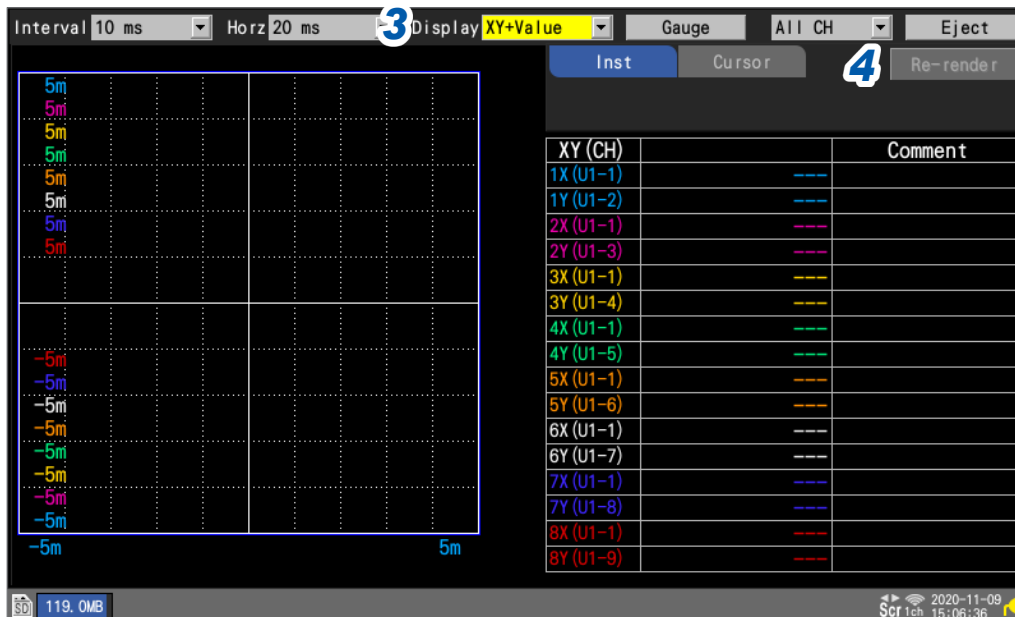 Interval 10 ms Horz 20 ms 3 Display XY+Value Gauge All CH Eject
Inst Cursor 4 Re-render
5m
5m
5m
5m
5m
5m
5m
5m
-5m
-5m
-5m
-5m
-5m
-5m
-5m
-5m
-5m 5m
XY(CH) Comment
1X(U1-1) ---
1Y(U1-2) ---
2X(U1-1) ---
2Y(U1-3) ---
3X(U1-1) ---
3Y(U1-4) ---
4X(U1-1) ---
4Y(U1-5) ---
5X(U1-1) ---
5Y(U1-6) ---
6X(U1-1) ---
6Y(U1-7) ---
7X(U1-1) ---
7Y(U1-8) ---
8X(U1-1) ---
8Y(U1-9) ---
SD 119.0MB
2020-11-09
Scr 1ch 15:06:36